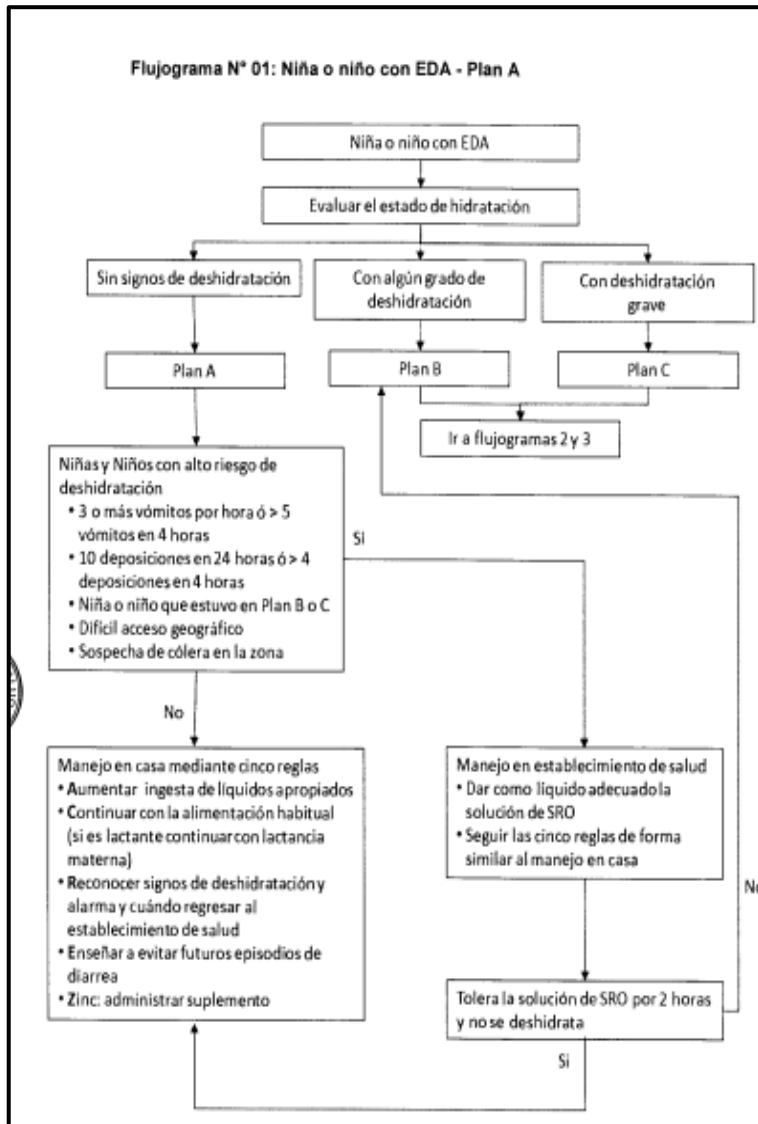 Flujograma N° 01: Niña o niño con EDA - Plan A
Niña o niño con EDA
Evaluar el estado de hidratación
Sin signos de deshidratación
Con algún grado de
deshidratación
Con deshidratación
grave
Plan A
Plan B
Plan C
Ir a flujogramas 2 y 3
Niñas y Niños con alto riesgo de
deshidratación
• 3 o más vómitos por hora ó > 5
vómitos en 4 horas
• 10 deposiciones en 24 horas ó > 4
deposiciones en 4 horas
• Niña o niño que estuvo en Plan B o C
• Difícil acceso geográfico
• Sospecha de cólera en la zona
Si
No
Manejo en casa mediante cinco reglas
• Aumentar ingesta de líquidos apropiados
• Continuar con la alimentación habitual
(si es lactante continuar con lactancia
materna)
• Reconocer signos de deshidratación y
alarma y cuándo regresar al
establecimiento de salud
• Enseñar a evitar futuros episodios de
diarrea
• Zinc: administrar suplemento
Manejo en establecimiento de salud
• Dar como líquido adecuado la
solución de SRO
• Seguir las cinco reglas de forma
similar al manejo en casa
No
Tolera la solución de SRO por 2 horas
y no se deshidrata
Si